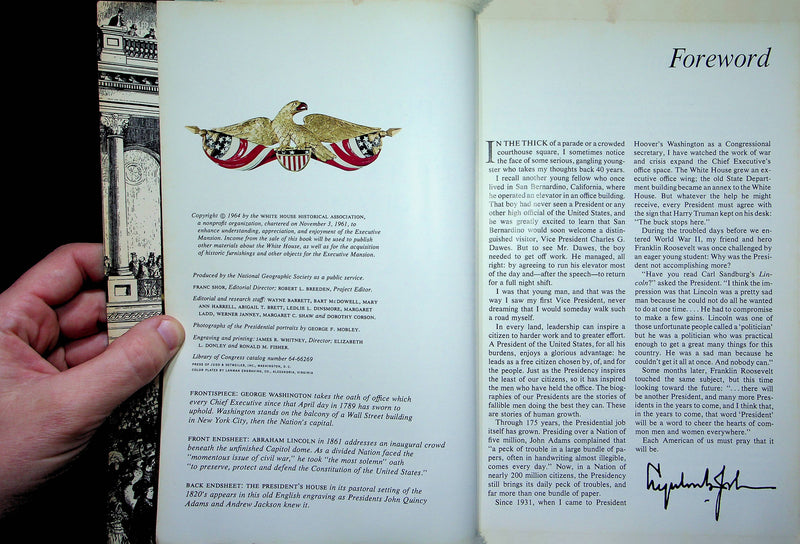 Copyright © 1964 by the WHITE HOUSE HISTORICAL ASSOCIATION,
a nonprofit organization, chartered on November 3, 1961, to
enhance understanding, appreciation, and enjoyment of the Executive
Mansion. Income from the sale of this book will be used to publish
other materials about the White House, as well as for the acquisition
of historic furnishings and other objects for the Executive Mansion.
Produced by the National Geographic Society as a public service.
FRANC SHOR, Editorial Director; ROBERT L. BREEDEN, Project Editor.
Editorial and research staff: WAYNE BARRETT, BART MCDOWELL, MARY
ANN HARRELL, ABIGAIL T. BRETT, LESLIE L. DUNSMORE, MARGARET
LADD, WERNER JANNEY, MARGARET C. SHAW and DOROTHY CORSON.
Photographs of the Presidential portraits by GEORGE F. MOBLEY.
Engraving and printing: JAMES R. WHITNEY, Director; ELIZABETH
L. DONLEY and RONALD M. FISHER.
Library of Congress catalog number 64-66269
PRESS OF JUDD & DETWEILER, INC., WASHINGTON, D.C.
COLOR PLATES BY LANMAN ENGRAVING, CO., ALEXANDRIA, VIRGINIA
FRONTISPIECE: GEORGE WASHINGTON takes the oath of office which
every Chief Executive since that April day in 1789 has sworn to
uphold. Washington stands on the balcony of a Wall Street building
in New York City, then the Nation's capital.
FRONT ENDSHEET: ABRAHAM LINCOLN in 1861 addresses an inaugural crowd
beneath the unfinished Capitol dome. As a divided Nation faced the
"momentous issue of civil war," he took "the most solemn" oath
"to preserve, protect and defend the Constitution of the United States."
BACK ENDSHEET: THE PRESIDENT'S HOUSE in its pastoral setting of the
1820's appears in this old English engraving as Presidents John Quincy
Adams and Andrew Jackson knew it.
Foreword
IN THE THICK of a parade or a crowded
courthouse square, I sometimes notice
the face of some serious, gangling young-
ster who takes my thoughts back 40 years.
I recall another young fellow who once
lived in San Bernardino, California, where
he operated an elevator in an office building.
That boy had never seen a President or any
other high official of the United States, and
he was greatly excited to learn that San
Bernardino would soon welcome a distin-
guished visitor, Vice President Charles G.
Dawes. But to see Mr. Dawes, the boy
needed to get off work. He managed, all
right: by agreeing to run his elevator most
of the day and—after the speech—to return
for a full night shift.
I was that young man, and that was the
way I saw my first Vice President, never
dreaming that I would someday walk such
a road myself.
In every land, leadership can inspire a
citizen to harder work and to greater effort.
A President of the United States, for all his
burdens, enjoys a glorious advantage: he
leads as a free citizen chosen by, of, and for
the people. Just as the Presidency inspires
the least of our citizens, so it has inspired
the men who have held the office. The biog-
raphies of our Presidents are the stories of
fallible men doing the best they can. These
are stories of human growth.
Through 175 years, the Presidential job
itself has grown. Presiding over a Nation of
five million, John Adams complained that
"a peck of trouble in a large bundle of pa-
pers, often in handwriting almost illegible,
comes every day." Now, in a Nation of
nearly 200 million citizens, the Presidency
still brings its daily peck of troubles, and
far more than one bundle of paper.
Since 1931, when I came to President
Hoover's Washington as a Congressional
secretary, I have watched the work of war
and crisis expand the Chief Executive's
office space. The White House grew an ex-
ecutive office wing; the old State Depart-
ment building became an annex to the White
House. But whatever the help he might
receive, every President must agree with
the sign that Harry Truman kept on his desk:
"The buck stops here."
During the troubled days before we en-
tered World War II, my friend and hero
Franklin Roosevelt was once challenged by
an eager young student: Why was the Presi-
dent not accomplishing more?
"Have you read Carl Sandburg's Lin-
coln?" asked the President. "I think the im-
pression was that Lincoln was a pretty sad
man because he could not do all he wanted
to do at one time. . . . He had to compromise
to make a few gains. Lincoln was one of
those unfortunate people called a 'politician'
but he was a politician who was practical
enough to get a great many things for this
country. He was a sad man because he
couldn't get it all at once. And nobody can."
Some months later, Franklin Roosevelt
touched the same subject, but this time
looking toward the future: ". . . there will
be another President, and many more Pres-
idents in the years to come, and I think that,
in the years to come, that word 'President'
will be a word to cheer the hearts of com-
mon men and women everywhere."
Each American of us must pray that it
will be.
Lyndon B. Johnson